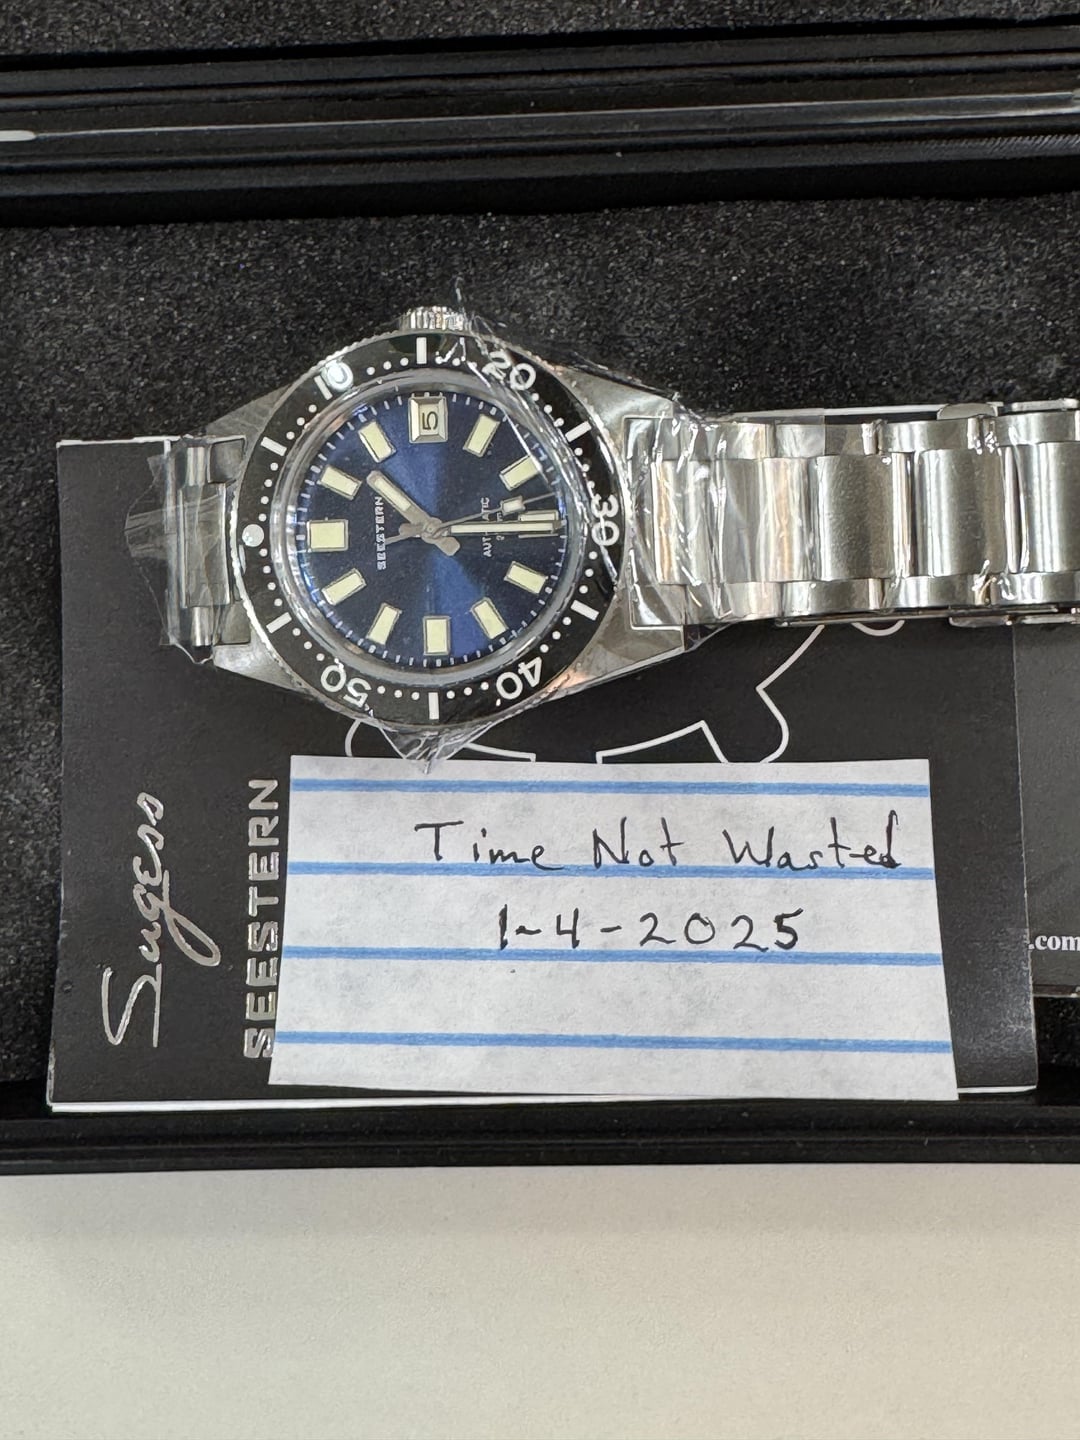 10
20
30
40
50
5
SEESTERN
AUTOMATIC
Sugess
SEESTERN
Time Not Wasted
1-4-2025
.com